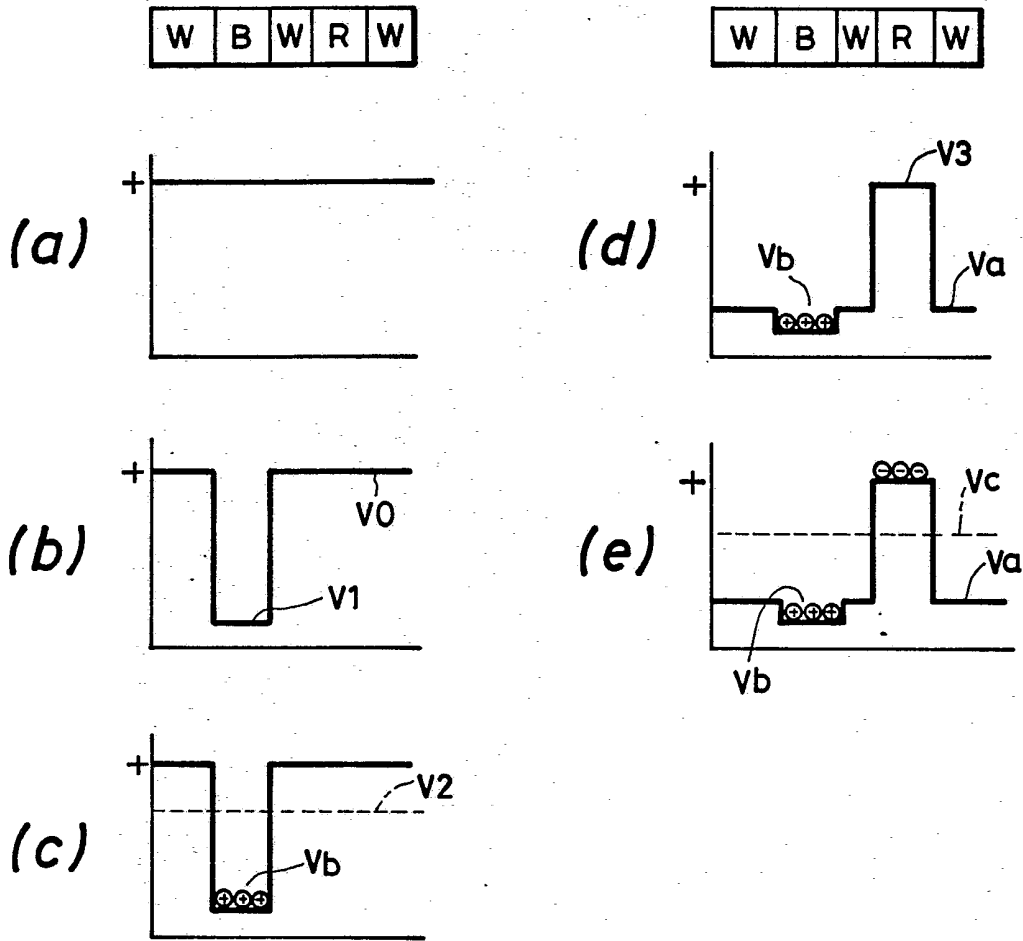 W B W R W
+
(a)
+
V0
(b)
V1
+
V2
(c)
Vb
⊕⊕⊕
W B W R W
V3
+
(d)
Vb
Va
⊕⊕⊕
⊖⊖⊖
+
Vc
(e)
Va
⊕⊕⊕
Vb